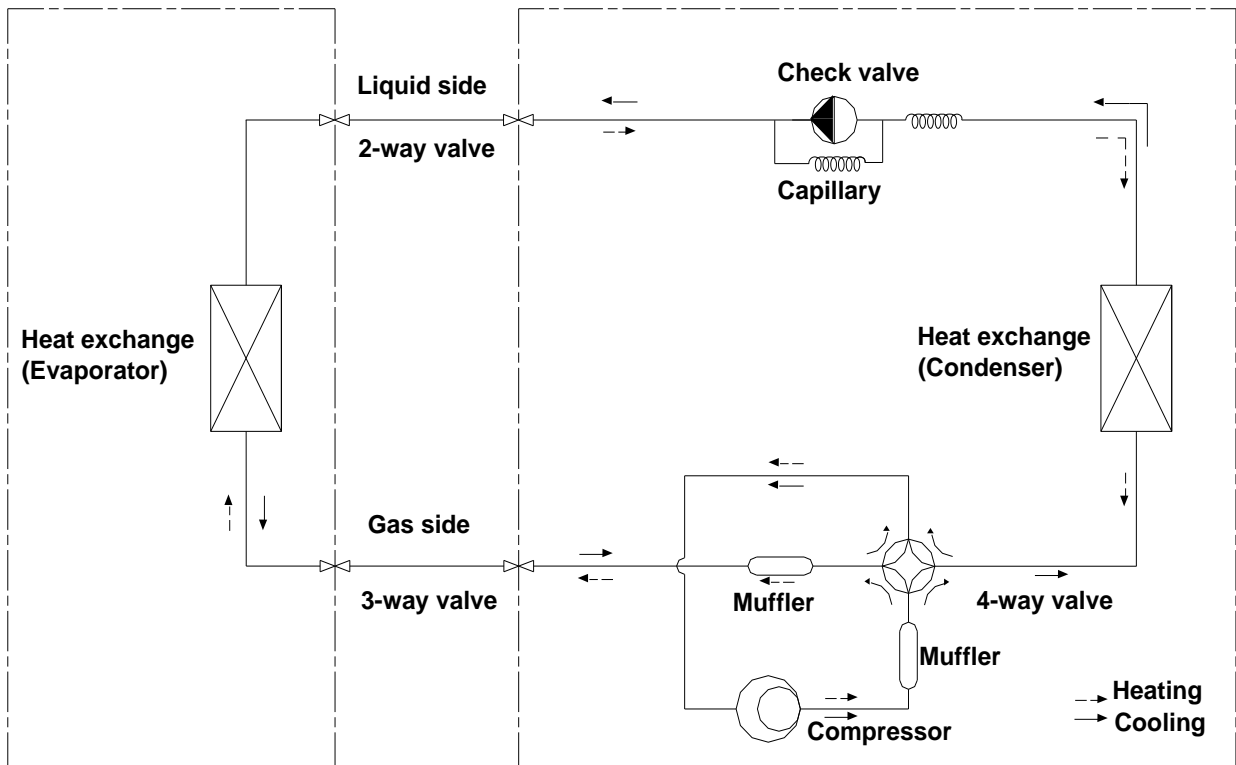 Check valve
Liquid side
2-way valve
Capillary
Heat exchange
(Evaporator)
Heat exchange
(Condenser)
Gas side
3-way valve
Muffler
4-way valve
Muffler
Compressor
Heating
Cooling